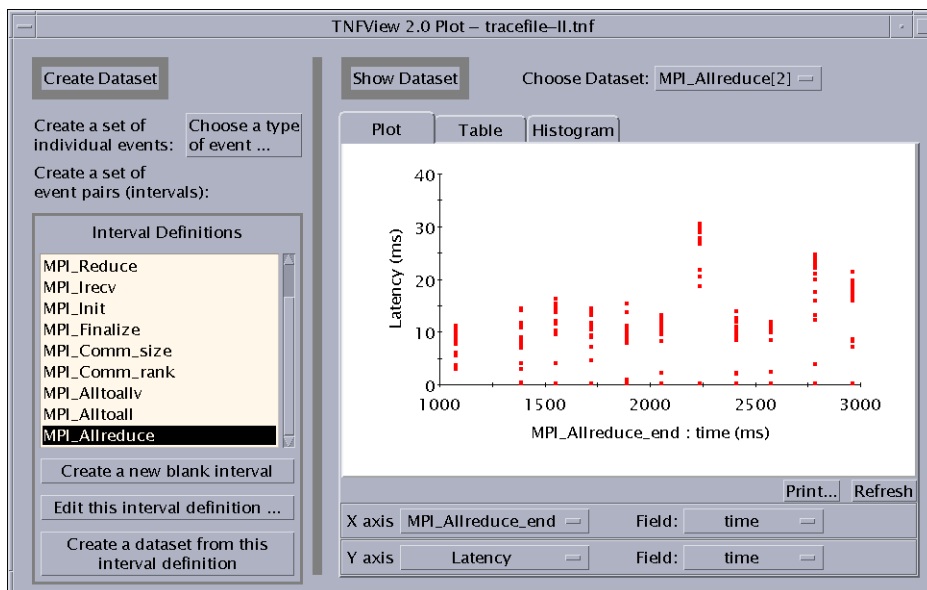 TNFView 2.0 Plot – tracefile–II.tnf
Create Dataset
Create a set of
individual events:
Choose a type
of event ...
Create a set of
event pairs (intervals):
Interval Definitions
MPI_Reduce
MPI_Irecv
MPI_Init
MPI_Finalize
MPI_Comm_size
MPI_Comm_rank
MPI_Alltoallv
MPI_Alltoall
MPI_Allreduce
Create a new blank interval
Edit this interval definition ...
Create a dataset from this
interval definition
Show Dataset
Choose Dataset: MPI_Allreduce[2]
Plot
Table
Histogram
Latency (ms)
40
30
20
10
0
1000
1500
2000
2500
3000
MPI_Allreduce_end : time (ms)
Print...
Refresh
X axis MPI_Allreduce_end Field: time
Y axis Latency Field: time